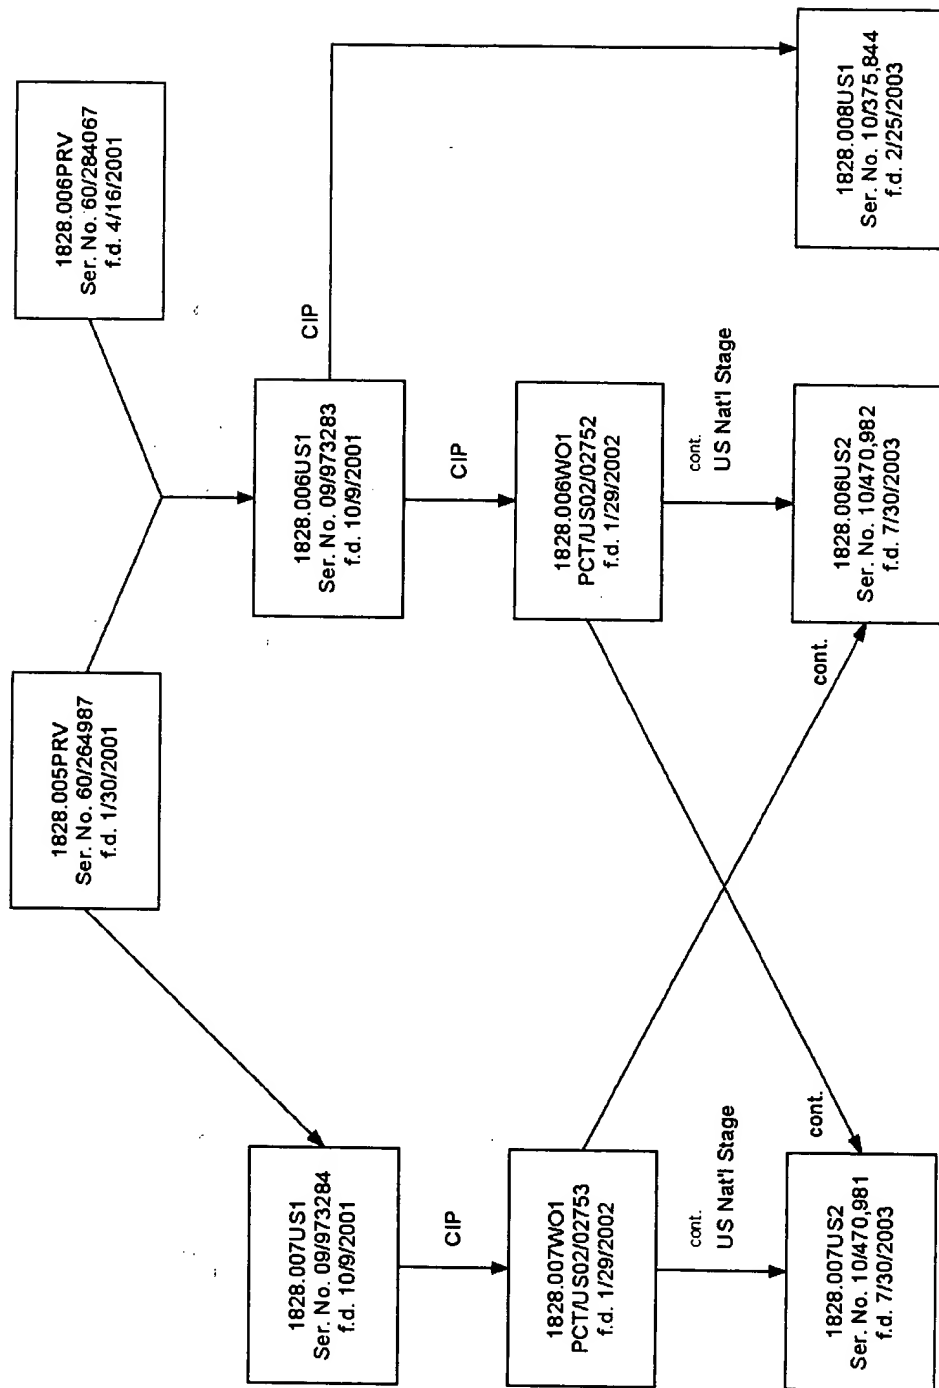 1828.005PRV
Ser. No. 60/264987
f.d. 1/30/2001
1828.006PRV
Ser. No. 60/284067
f.d. 4/16/2001
1828.007US1
Ser. No. 09/973284
f.d. 10/9/2001
1828.006US1
Ser. No. 09/973283
f.d. 10/9/2001
CIP
CIP
CIP
1828.007WO1
PCT/US02/02753
f.d. 1/29/2002
1828.006WO1
PCT/US02/02752
f.d. 1/29/2002
cont.
US Nat'l Stage
cont.
cont.
cont.
US Nat'l Stage
1828.007US2
Ser. No. 10/470,981
f.d. 7/30/2003
1828.006US2
Ser. No. 10/470,982
f.d. 7/30/2003
1828.008US1
Ser. No. 10/375,844
f.d. 2/25/2003